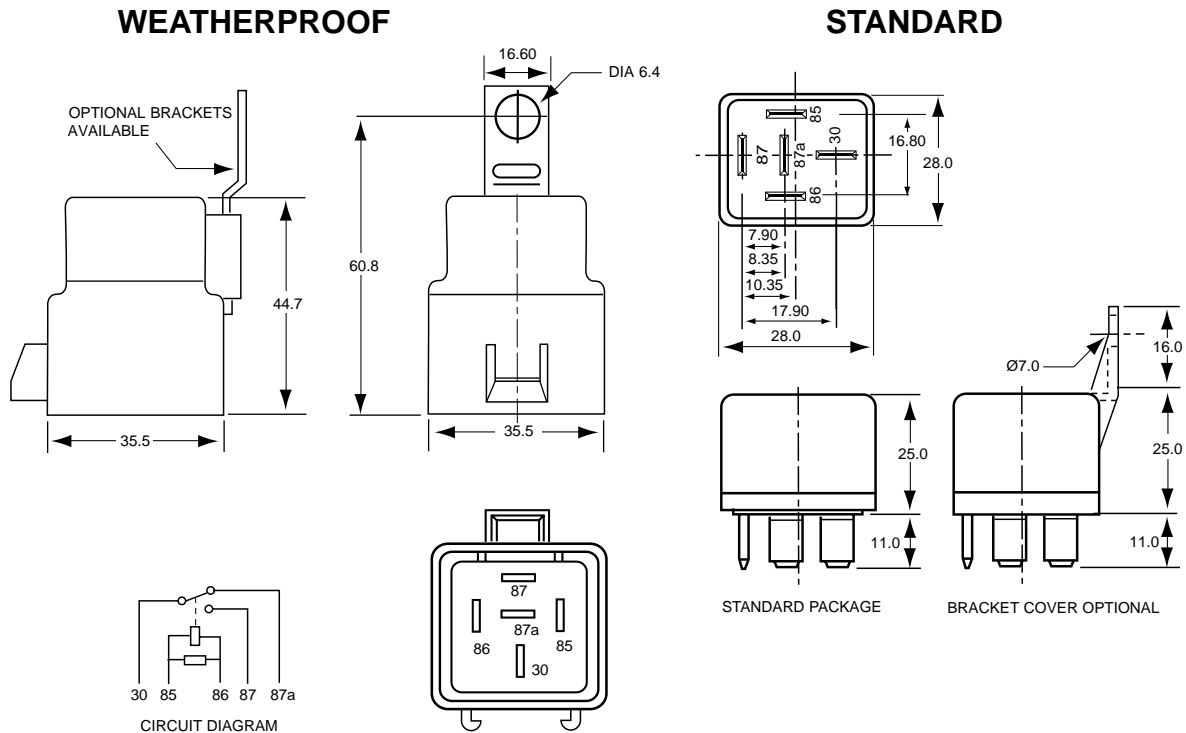 WEATHERPROOF
16.60
DIA 6.4
OPTIONAL BRACKETS
AVAILABLE
60.8
44.7
35.5
35.5
87
87a
86
85
30
30 85 86 87 87a
CIRCUIT DIAGRAM
STANDARD
85
30
87
87a
86
16.80
28.0
7.90
8.35
10.35
17.90
28.0
Ø7.0
16.0
25.0
25.0
11.0
11.0
STANDARD PACKAGE
BRACKET COVER OPTIONAL